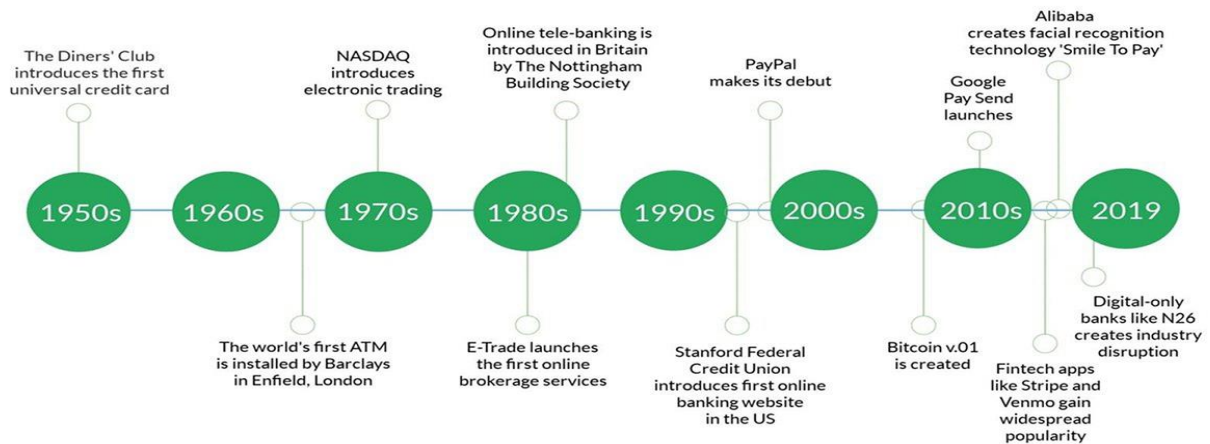 The Diners' Club
introduces the first
universal credit card
NASDAQ
introduces
electronic trading
Online tele-banking is
introduced in Britain
by The Nottingham
Building Society
PayPal
makes its debut
Google
Pay Send
launches
Alibaba
creates facial recognition
technology 'Smile To Pay'
1950s
1960s
1970s
1980s
1990s
2000s
2010s
2019
The world's first ATM
is installed by Barclays
in Enfield, London
E-Trade launches
the first online
brokerage services
Stanford Federal
Credit Union
introduces first online
banking website
in the US
Bitcoin v.01
is created
Fintech apps
like Stripe and
Venmo gain
widespread
popularity
Digital-only
banks like N26
creates industry
disruption